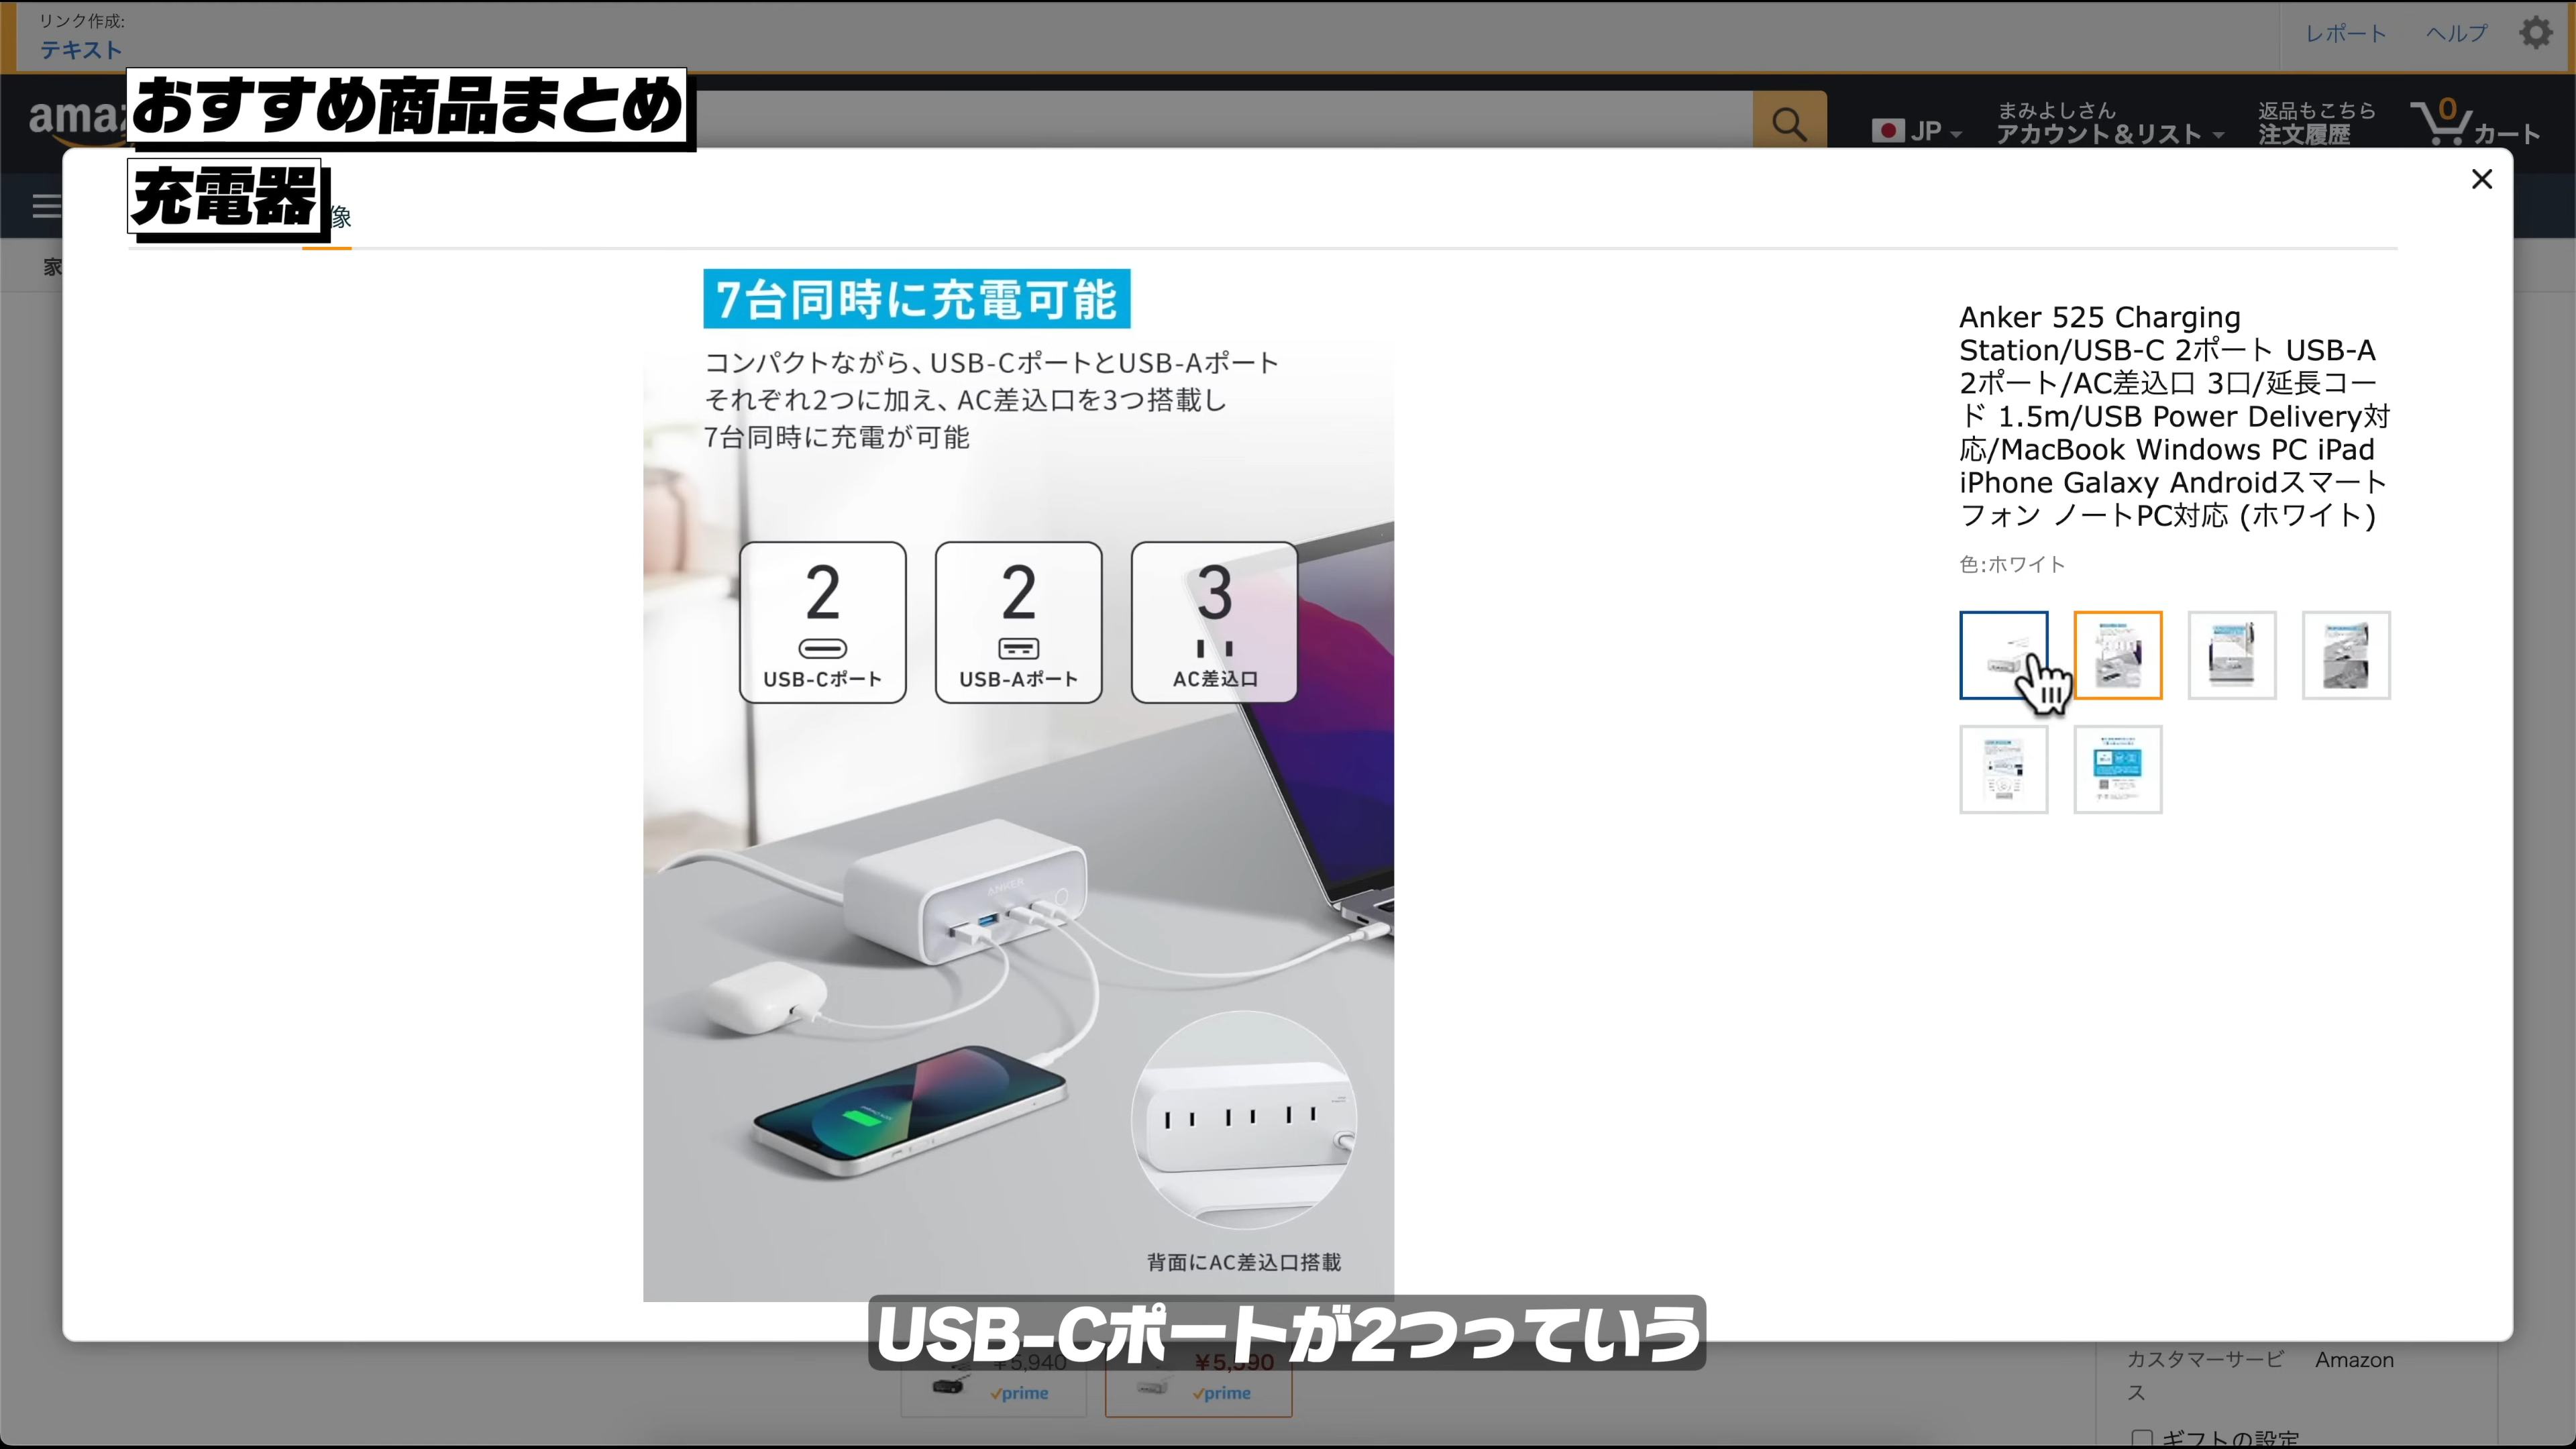 リンク作成:
テキスト
レポート
ヘルプ
おすすめ商品まとめ
充電器
JP
まみよしさん
アカウント＆リスト
返品もこちら
注文履歴
0
カート
像
家
7台同時に充電可能
コンパクトながら、USB-CポートとUSB-Aポート
それぞれ2つに加え、AC差込口を3つ搭載し
7台同時に充電が可能
2
USB-Cポート
2
USB-Aポート
3
AC差込口
ANKER
背面にAC差込口搭載
Anker 525 Charging
Station/USB-C 2ポート USB-A
2ポート/AC差込口 3口/延長コー
ド 1.5m/USB Power Delivery対
応/MacBook Windows PC iPad
iPhone Galaxy Androidスマート
フォン ノートPC対応 (ホワイト)
色:ホワイト
USB-Cポートが2つっていう
¥5,940
prime
prime
カスタマーサービ
ス
Amazon
ギフトの設定